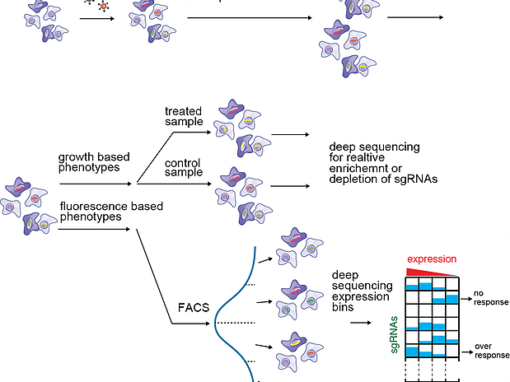 treated
sample
growth based
phenotypes
control
sample
deep sequencing
for realtive
enrichemnt or
depletion of sgRNAs
fluorescence based
phenotypes
FACS
deep
sequencing
expression
bins
expression
sgRNAs
no
response
over
response